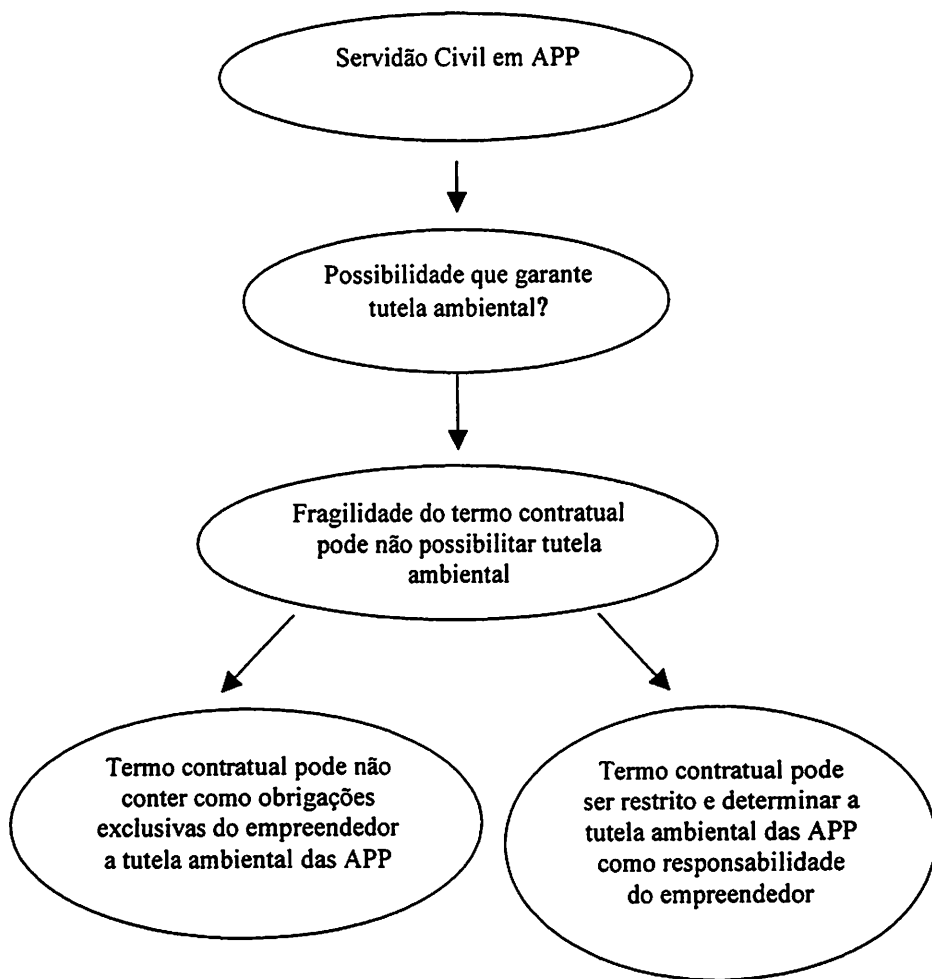 Servidão Civil em APP
Possibilidade que garante
tutela ambiental?
Fragilidade do termo contratual
pode não possibilitar tutela
ambiental
Termo contratual pode não
conter como obrigações
exclusivas do empreendedor
a tutela ambiental das APP
Termo contratual pode
ser restrito e determinar a
tutela ambiental das APP
como responsabilidade
do empreendedor